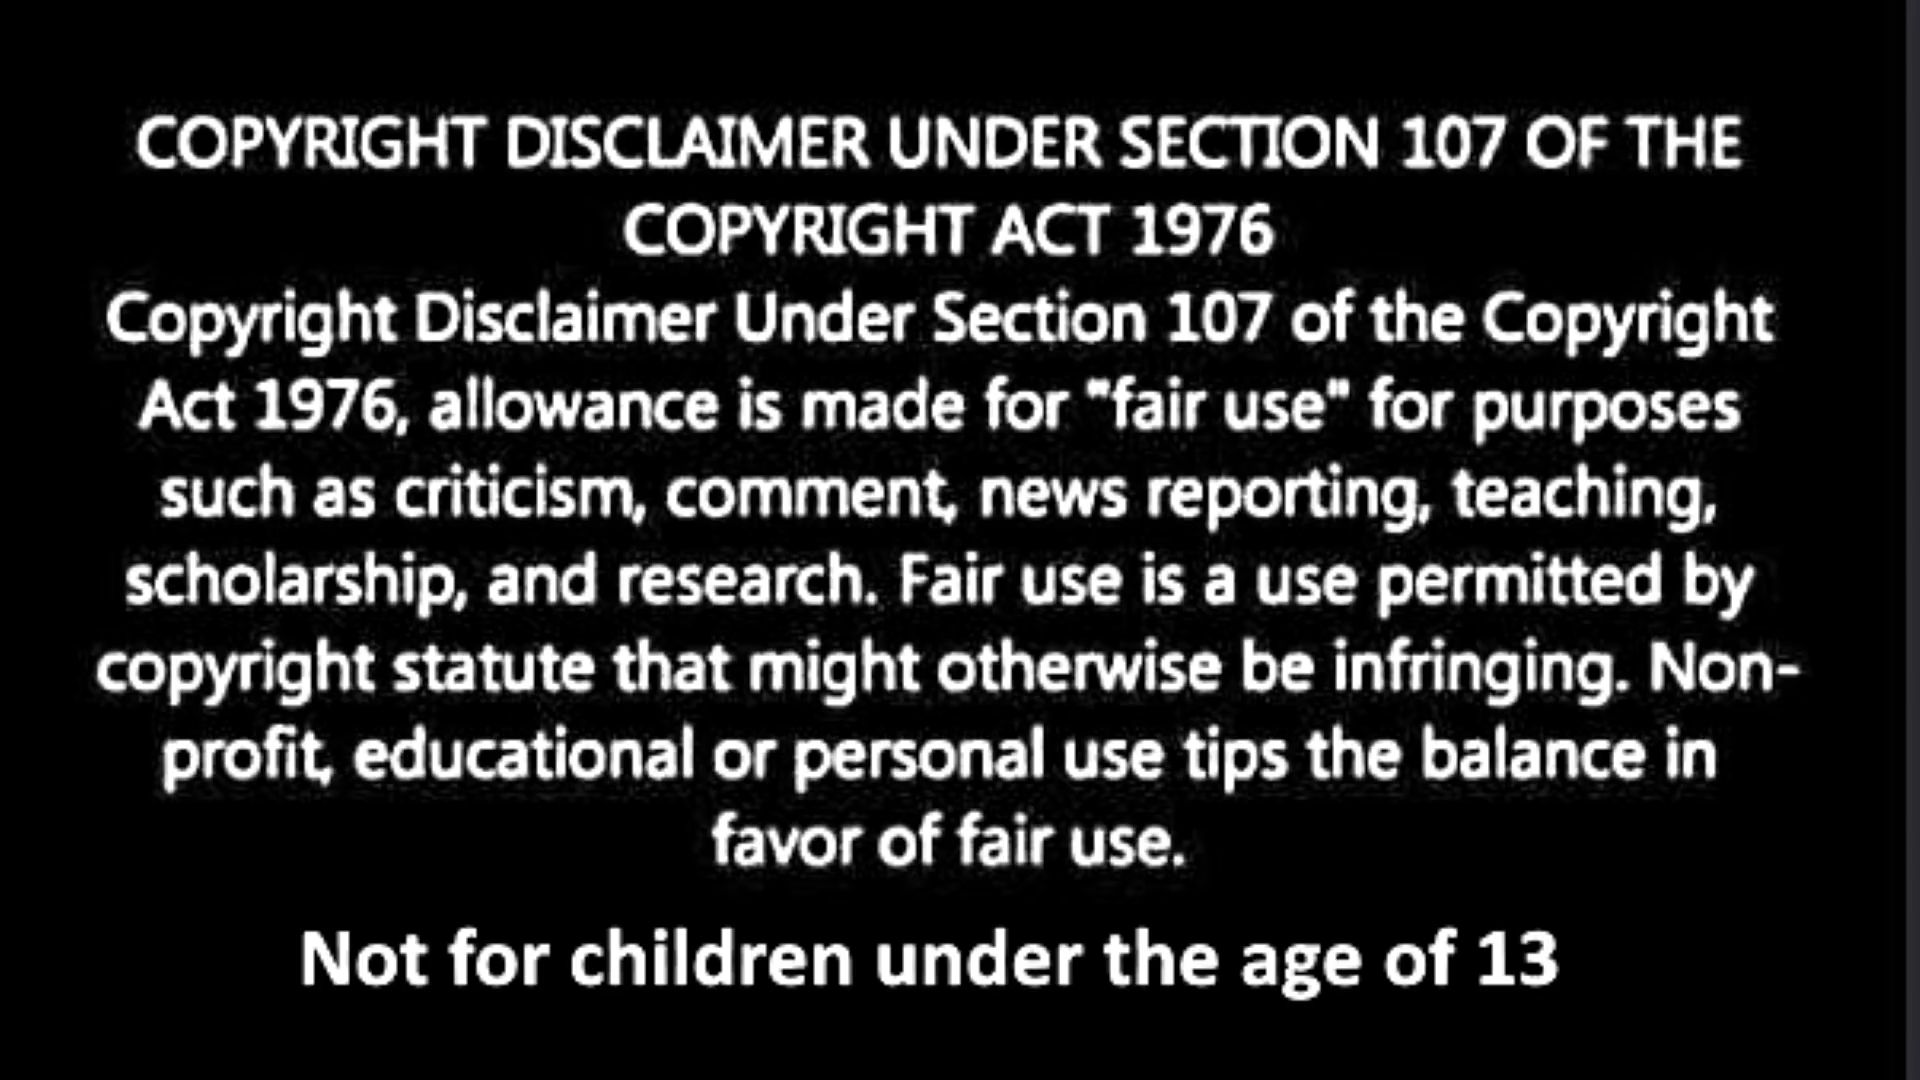 COPYRIGHT DISCLAIMER UNDER SECTION 107 OF THE
COPYRIGHT ACT 1976
Copyright Disclaimer Under Section 107 of the Copyright
Act 1976, allowance is made for "fair use" for purposes
such as criticism, comment, news reporting, teaching,
scholarship, and research. Fair use is a use permitted by
copyright statute that might otherwise be infringing. Non-
profit, educational or personal use tips the balance in
favor of fair use.
Not for children under the age of 13